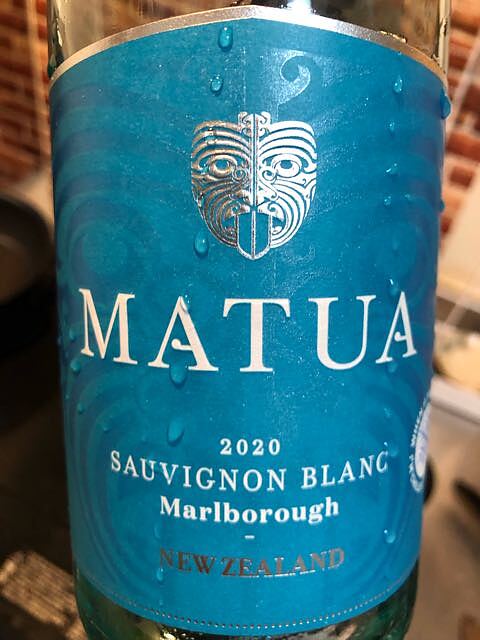 MATUA
2020
SAUVIGNON BLANC
Marlborough
NEW ZEALAND